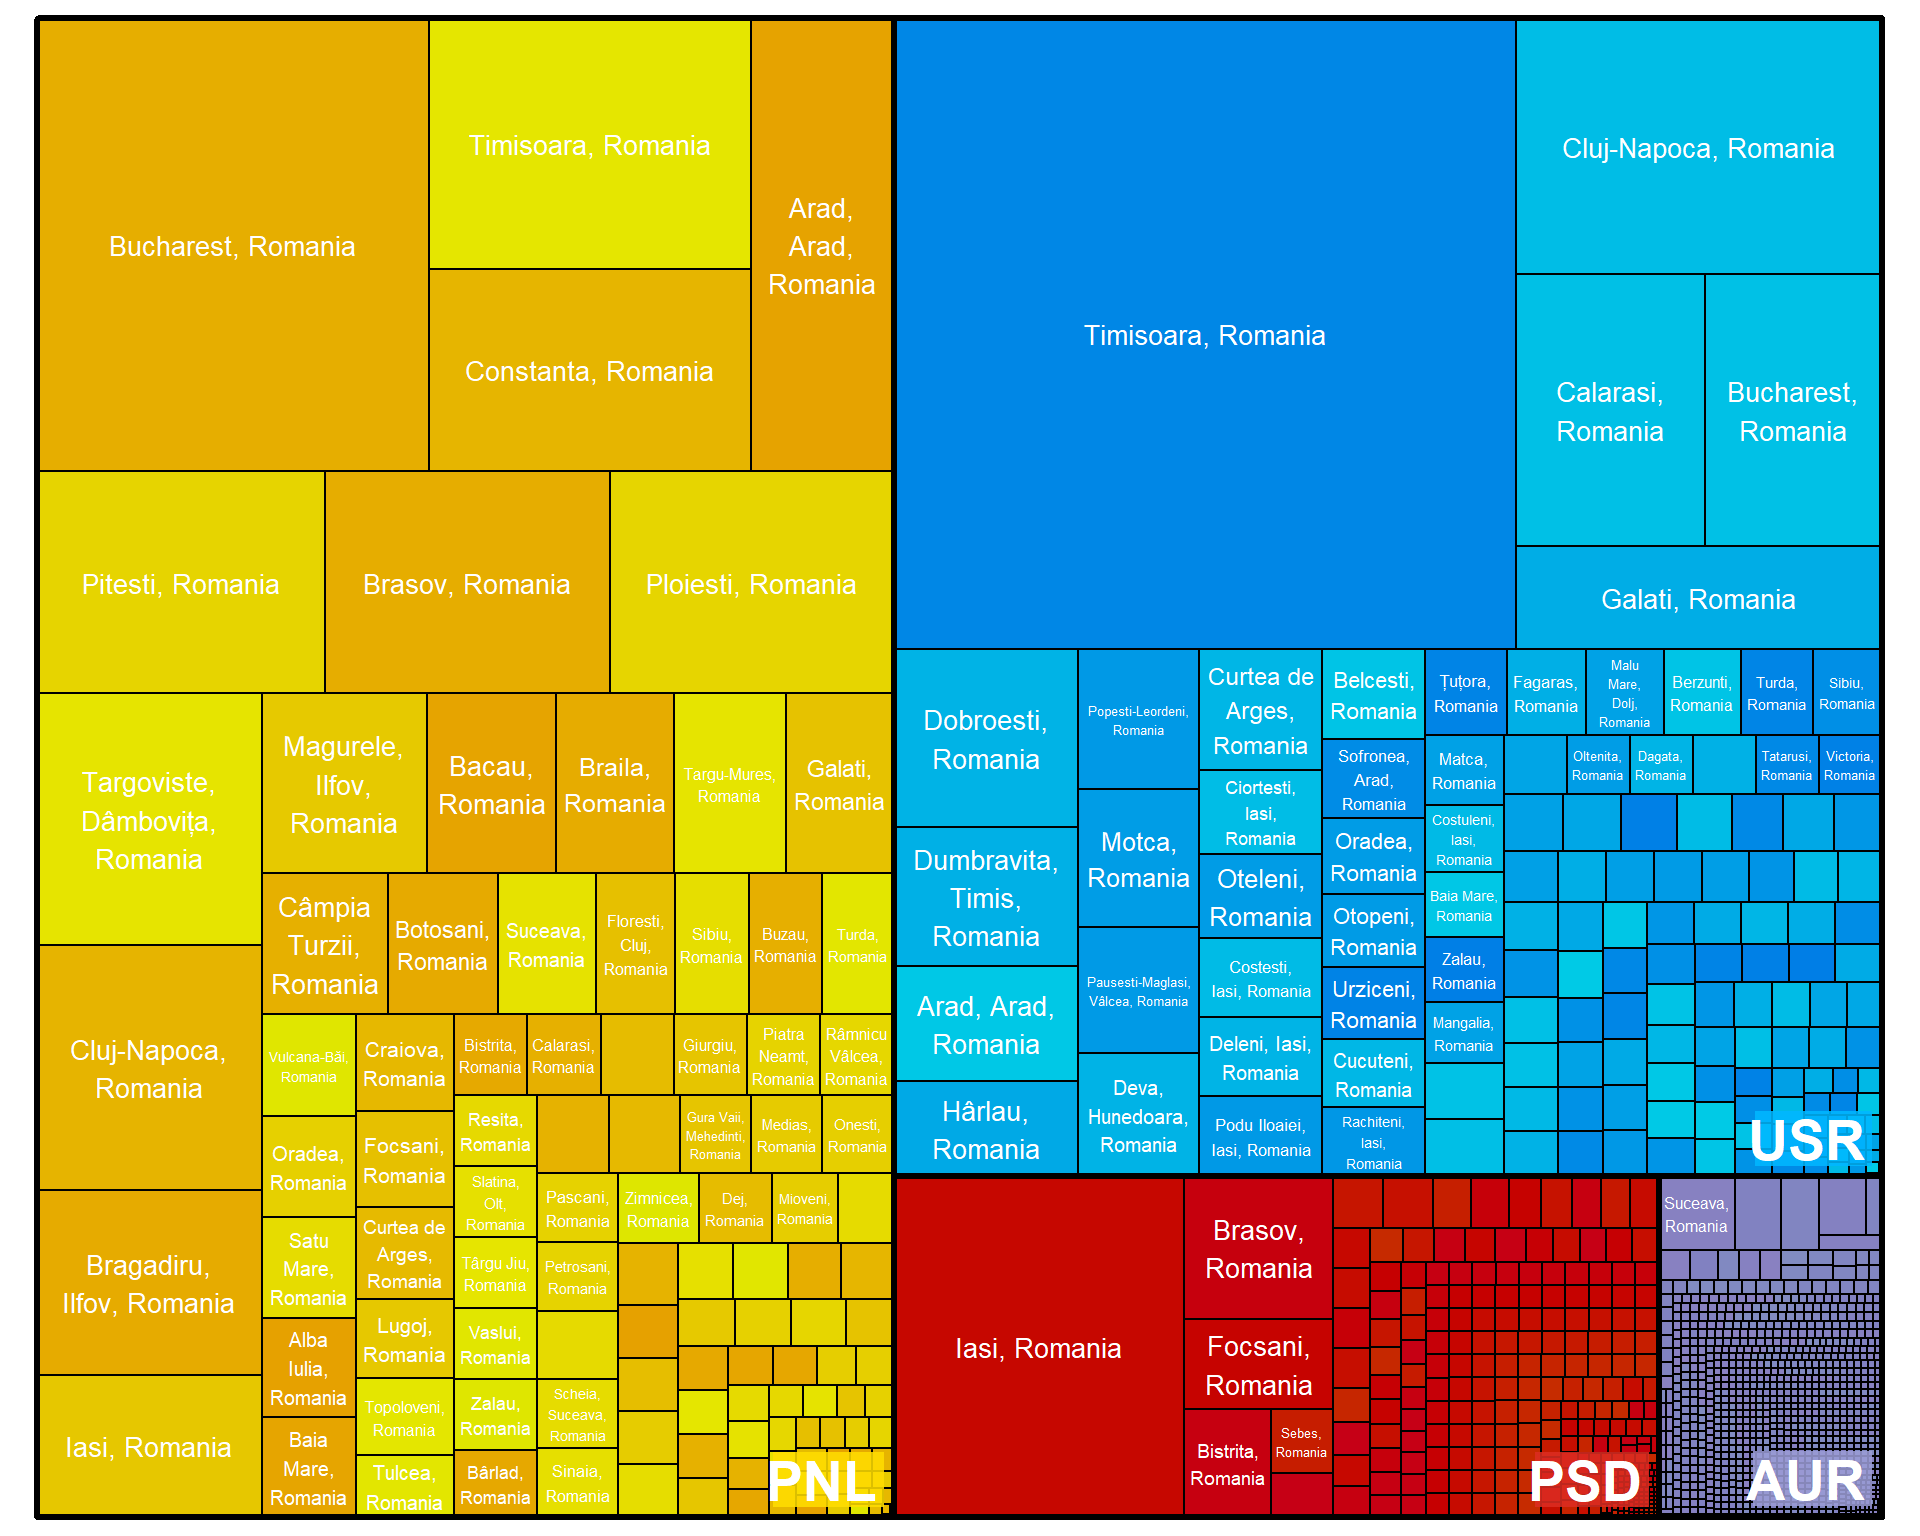 Bucharest, Romania
Timisoara, Romania
Constanta, Romania
Arad,
Arad,
Romania
Pitesti, Romania
Brasov, Romania
Ploiesti, Romania
Targoviste,
Dâmbovița,
Romania
Cluj-Napoca,
Romania
Bragadiru,
Ilfov, Romania
Iasi, Romania
Magurele,
Ilfov,
Romania
Bacau,
Romania
Braila,
Romania
Targu-Mures,
Romania
Galati,
Romania
Câmpia
Turzii,
Romania
Botosani,
Romania
Suceava,
Romania
Floresti,
Cluj,
Romania
Sibiu,
Romania
Buzau,
Romania
Turda,
Romania
Vulcana-Băi,
Romania
Oradea,
Romania
Satu
Mare,
Romania
Alba
Iulia,
Romania
Baia
Mare,
Romania
Craiova,
Romania
Focsani,
Romania
Curtea de
Arges,
Romania
Lugoj,
Romania
Topoloveni,
Romania
Tulcea,
Romania
Bistrita,
Romania
Calarasi,
Romania
Giurgiu,
Romania
Piatra
Neamt,
Romania
Râmnicu
Vâlcea,
Romania
Resita,
Romania
Slatina,
Olt,
Romania
Târgu Jiu,
Romania
Vaslui,
Romania
Zalau,
Romania
Bârlad,
Romania
Gura Vaii,
Mehedinti,
Romania
Medias,
Romania
Onesti,
Romania
Pascani,
Romania
Zimnicea,
Romania
Dej,
Romania
Mioveni,
Romania
Petrosani,
Romania
Scheia,
Suceava,
Romania
Sinaia,
Romania
PNL
Timisoara, Romania
Cluj-Napoca, Romania
Calarasi,
Romania
Bucharest,
Romania
Galati, Romania
Dobroesti,
Romania
Dumbravita,
Timis,
Romania
Arad, Arad,
Romania
Hârlau,
Romania
Popesti-Leordeni,
Romania
Motca,
Romania
Pausesti-Maglasi,
Vâlcea, Romania
Deva,
Hunedoara,
Romania
Curtea de
Arges,
Romania
Ciortesti,
Iasi,
Romania
Oteleni,
Romania
Costesti,
Iasi, Romania
Deleni, Iasi,
Romania
Podu Iloaiei,
Iasi, Romania
Belcesti,
Romania
Sofronea,
Arad,
Romania
Oradea,
Romania
Otopeni,
Romania
Urziceni,
Romania
Cucuteni,
Romania
Rachiteni,
Iasi,
Romania
Țuțora,
Romania
Fagaras,
Romania
Malu
Mare,
Dolj,
Romania
Berzunti,
Romania
Turda,
Romania
Sibiu,
Romania
Matca,
Romania
Costuleni,
Iasi,
Romania
Baia Mare,
Romania
Zalau,
Romania
Mangalia,
Romania
Oltenita,
Romania
Dagata,
Romania
Tatarusi,
Romania
Victoria,
Romania
USR
Iasi, Romania
Brasov,
Romania
Focsani,
Romania
Bistrita,
Romania
Sebes,
Romania
PSD
Suceava,
Romania
AUR